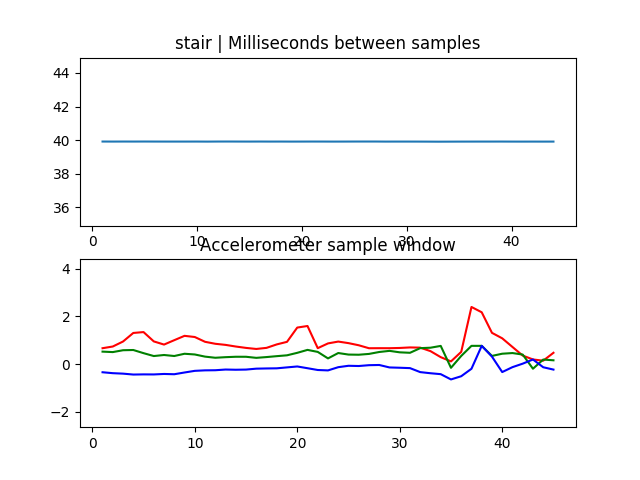 stair | Milliseconds between samples
44
42
40
38
36
0 10 20 30 40
Accelerometer sample window
4
2
0
−2
0 10 20 30 40